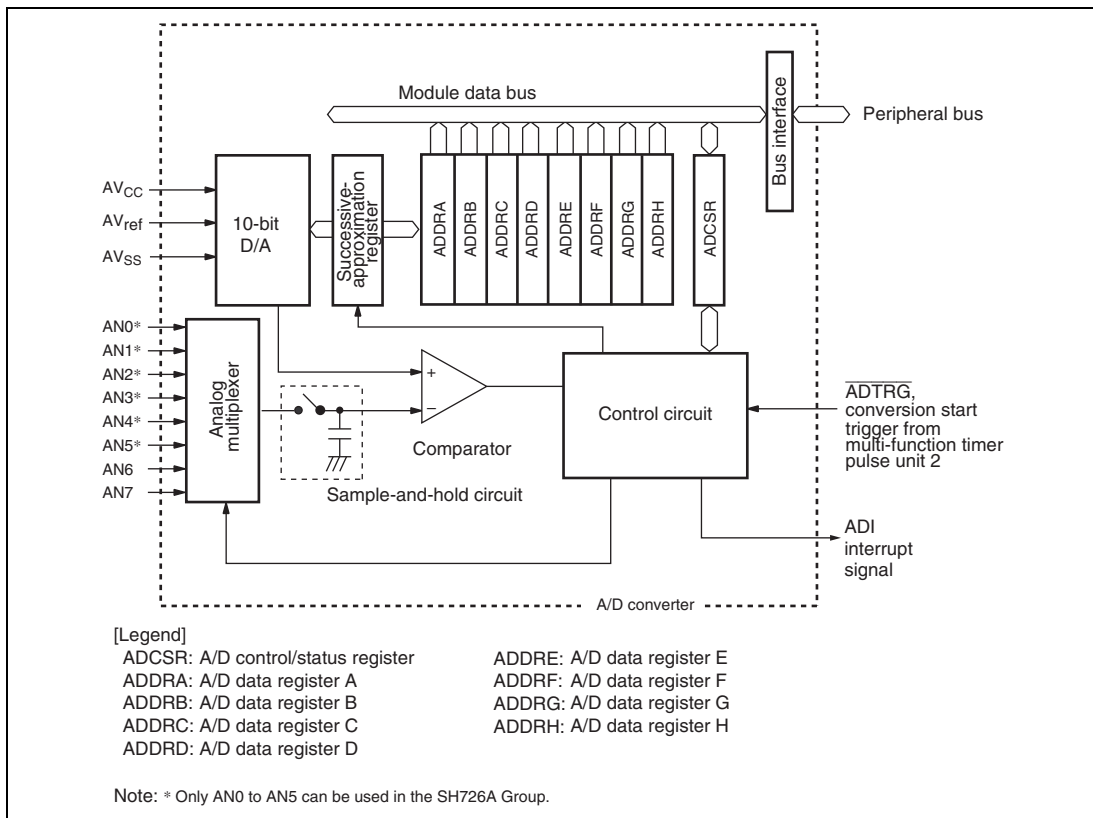 Module data bus
Bus interface
Peripheral bus
AVCC
AVref
AVSS
10-bit
D/A
Successive-
approximation
register
ADDRA
ADDRB
ADDRC
ADDRD
ADDRE
ADDRF
ADDRG
ADDRH
ADCSR
AN0*
AN1*
AN2*
AN3*
AN4*
AN5*
AN6
AN7
Analog
multiplexer
+
−
Comparator
Sample-and-hold circuit
Control circuit
ADTRG,
conversion start
trigger from
multi-function timer
pulse unit 2
ADI
interrupt
signal
A/D converter
[Legend]
ADCSR: A/D control/status register
ADDRA: A/D data register A
ADDRB: A/D data register B
ADDRC: A/D data register C
ADDRD: A/D data register D
ADDRE: A/D data register E
ADDRF: A/D data register F
ADDRG: A/D data register G
ADDRH: A/D data register H
Note: * Only AN0 to AN5 can be used in the SH726A Group.